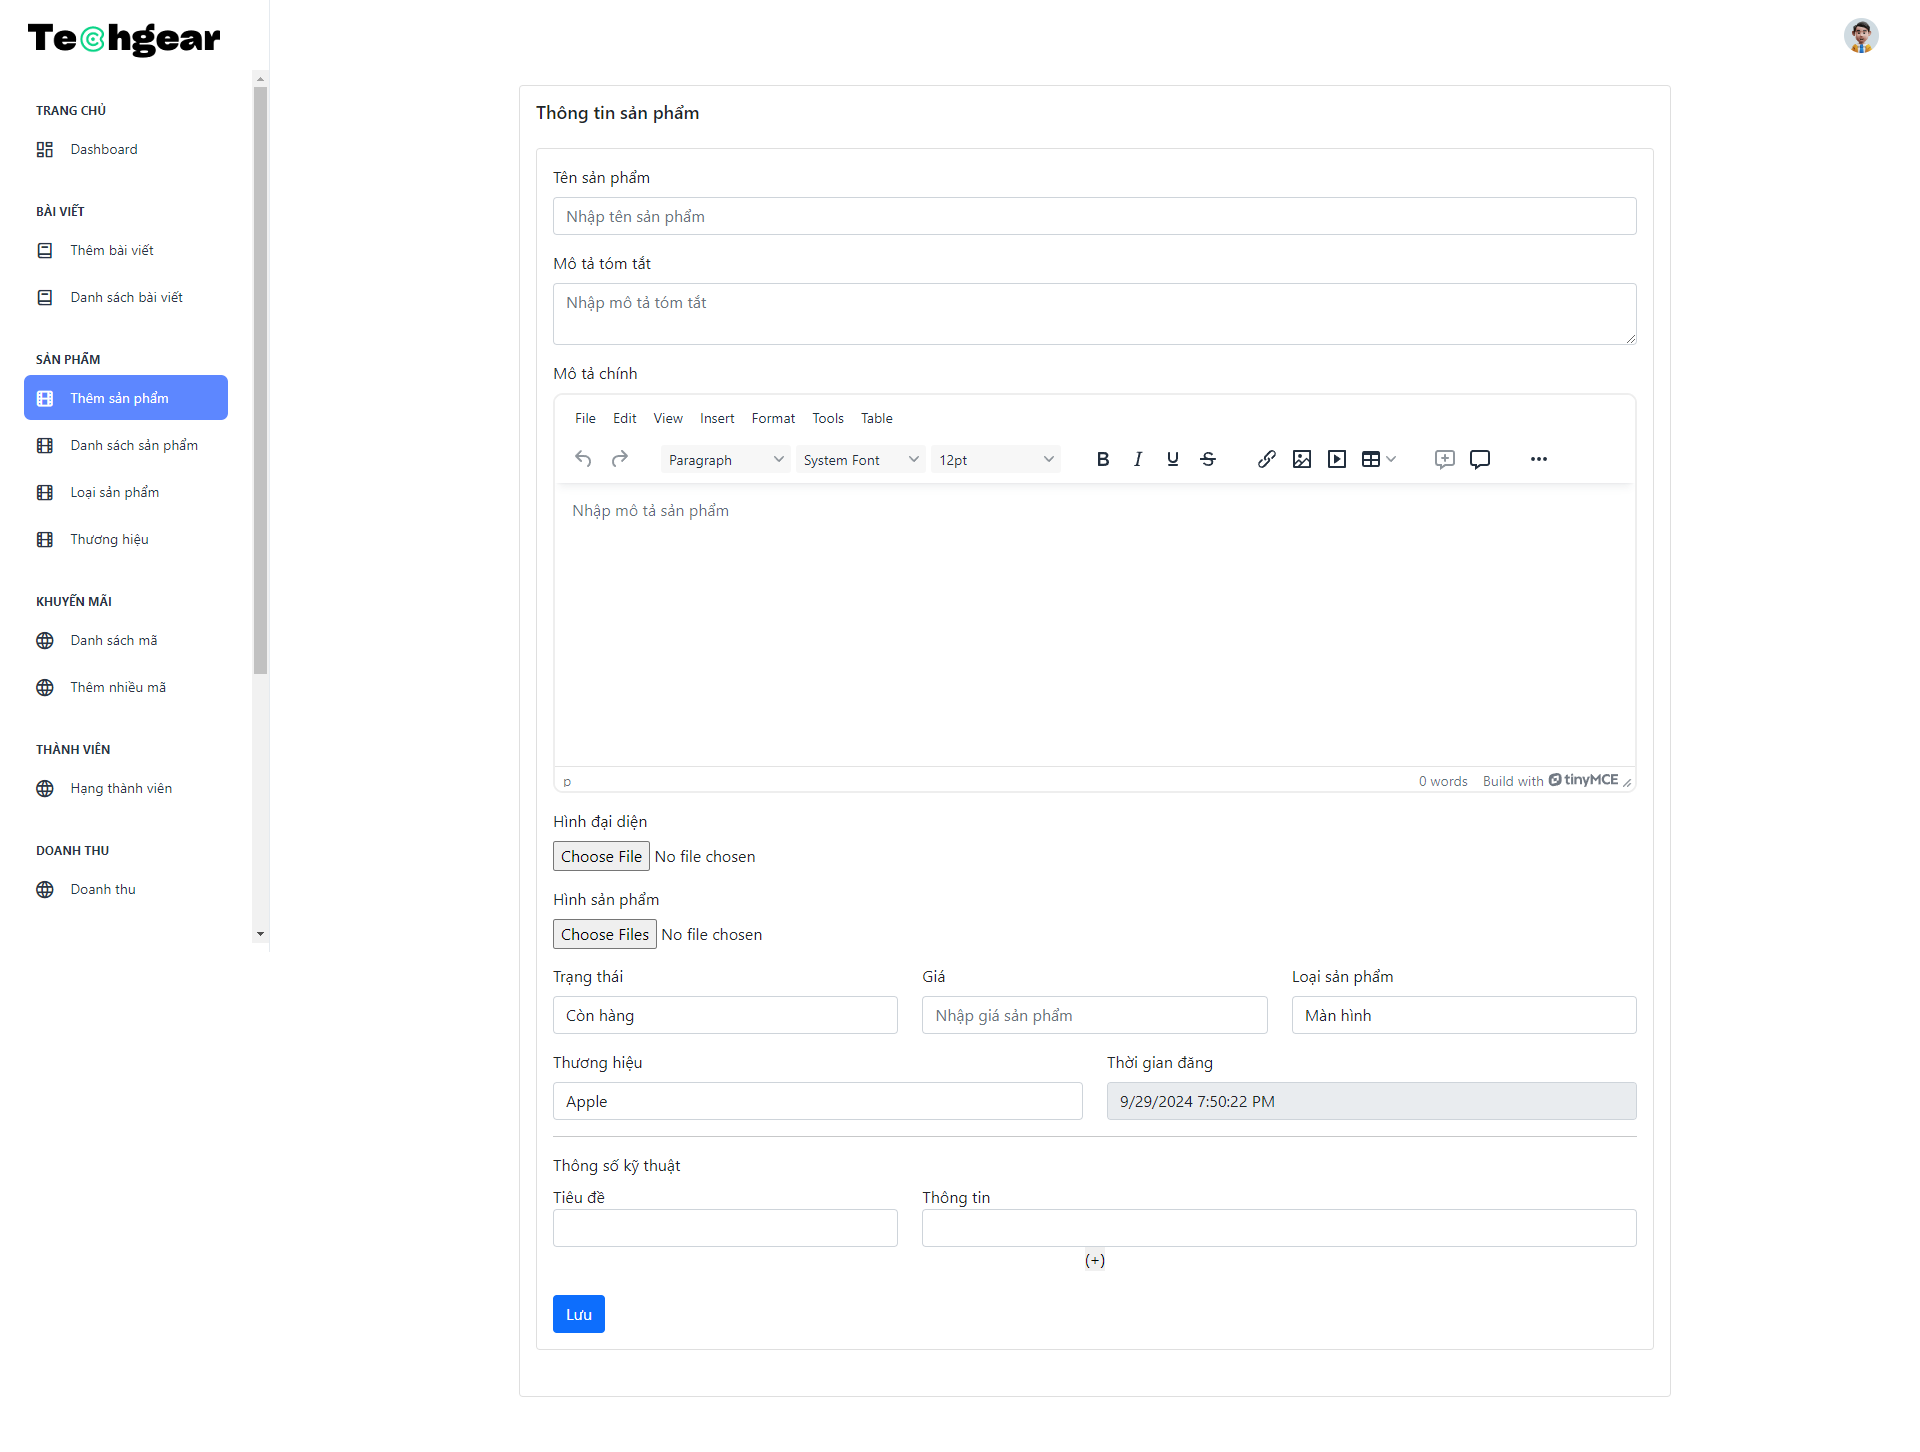 Techgear
TRANG CHỦ
Dashboard
BÀI VIẾT
Thêm bài viết
Danh sách bài viết
SẢN PHẨM
Thêm sản phẩm
Danh sách sản phẩm
Loại sản phẩm
Thương hiệu
KHUYẾN MÃI
Danh sách mã
Thêm nhiều mã
THÀNH VIÊN
Hạng thành viên
DOANH THU
Doanh thu
Thông tin sản phẩm
Tên sản phẩm
Nhập tên sản phẩm
Mô tả tóm tắt
Nhập mô tả tóm tắt
Mô tả chính
File Edit View Insert Format Tools Table
Paragraph System Font 12pt B I U S
Nhập mô tả sản phẩm
p 0 words Build with tinyMCE
Hình đại diện
Choose File No file chosen
Hình sản phẩm
Choose Files No file chosen
Trạng thái Giá Loại sản phẩm
Còn hàng Nhập giá sản phẩm Màn hình
Thương hiệu Thời gian đăng
Apple 9/29/2024 7:50:22 PM
Thông số kỹ thuật
Tiêu đề Thông tin
(+)
Lưu